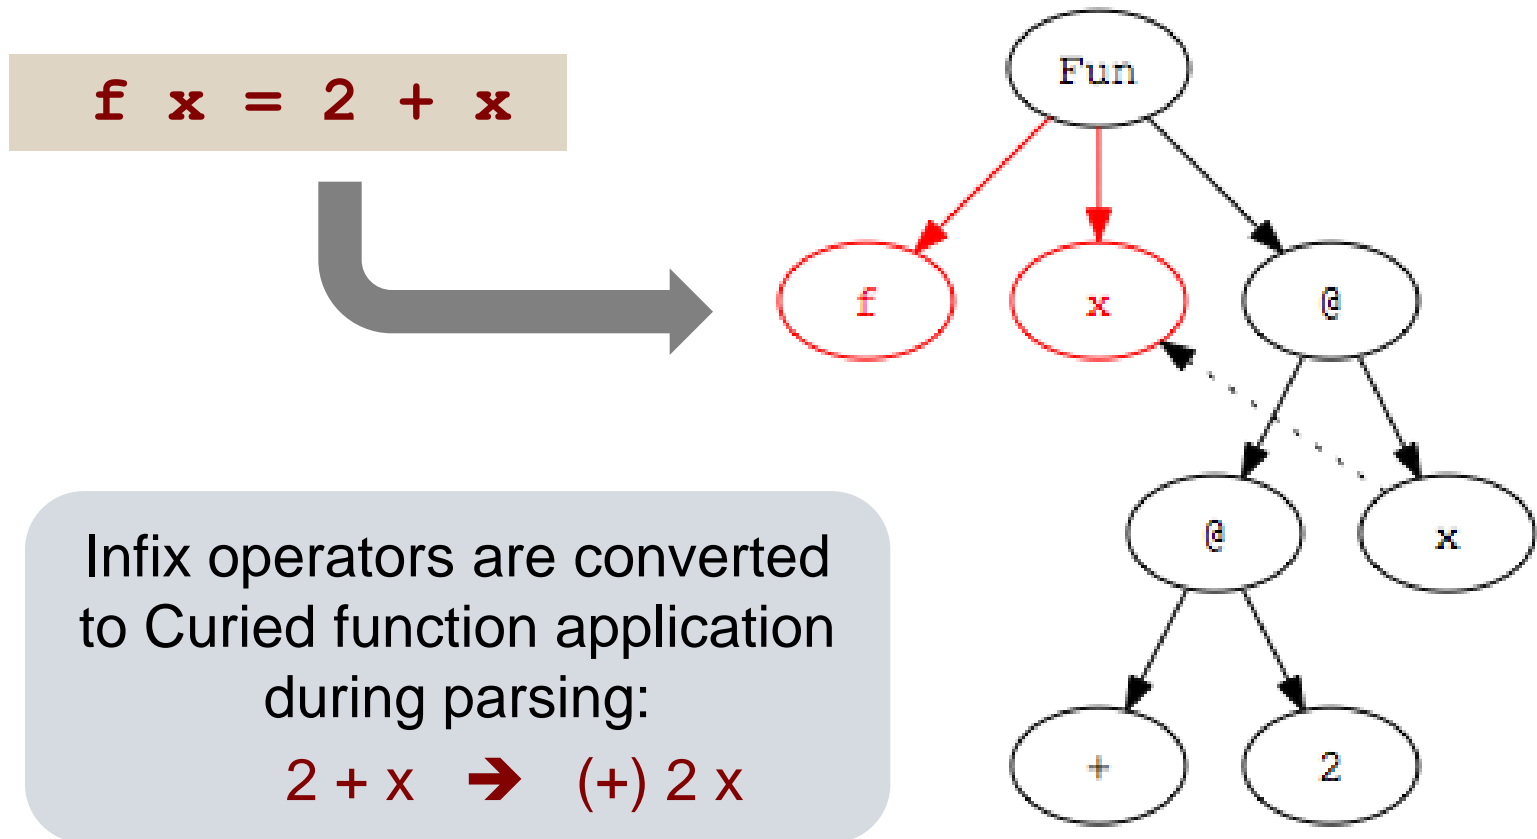 f x = 2 + x
Fun
f
x
@
@
x
+
2
Infix operators are converted
to Curied function application
during parsing:
2 + x ➔ (+) 2 x